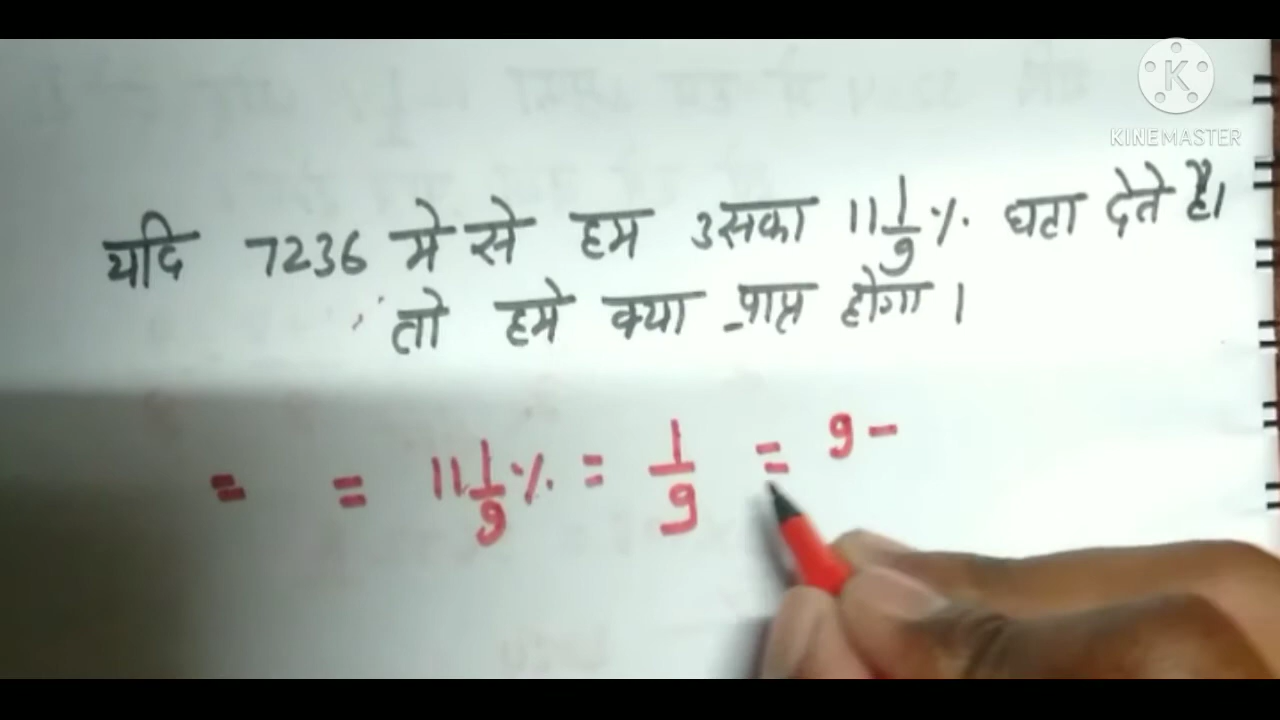 KINEMASTER
यदि 7236 मे से हम उसका 11 1/9 % घटा देते है।
तो हमे क्या प्राप्त होगा ।
= = 11 1/9 % = 1/9 = 9 -